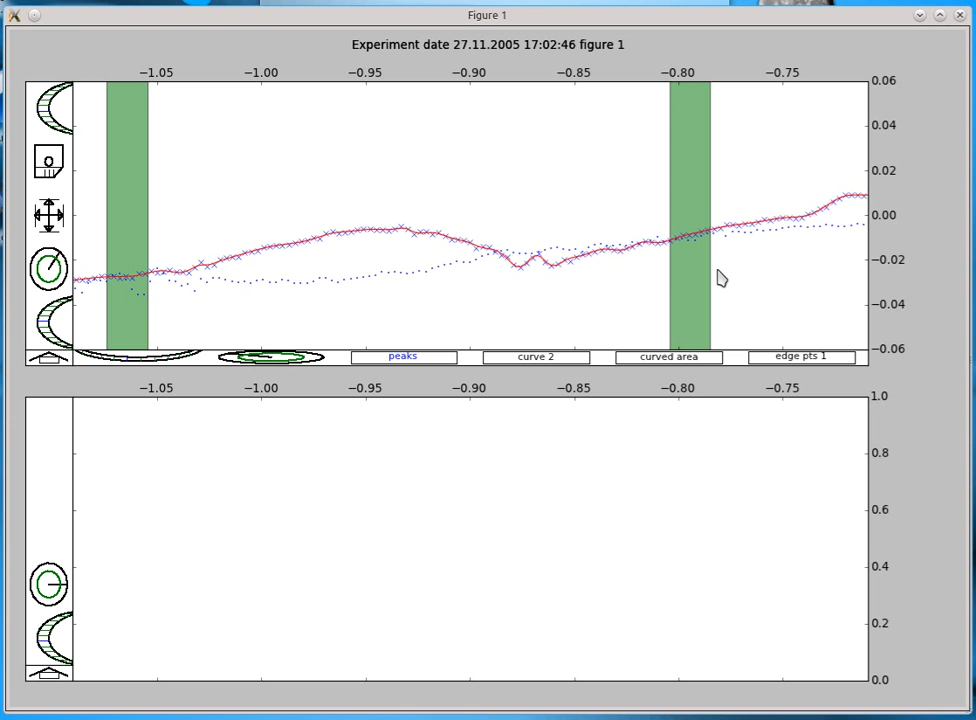 Figure 1
Experiment date 27.11.2005 17:02:46 figure 1
−1.05 −1.00 −0.95 −0.90 −0.85 −0.80 −0.75
0.06
0.04
0.02
0.00
−0.02
−0.04
−0.06
peaks curve 2 curved area edge pts 1
−1.05 −1.00 −0.95 −0.90 −0.85 −0.80 −0.75
1.0
0.8
0.6
0.4
0.2
0.0